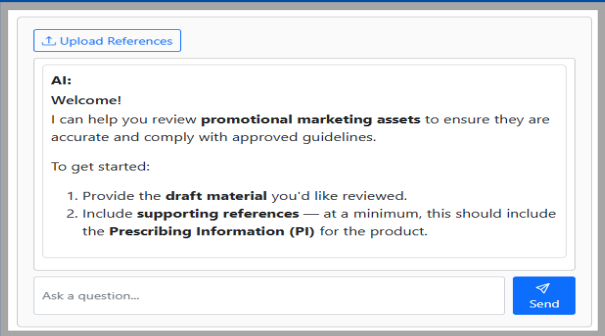 Upload References
AI:
Welcome!
I can help you review promotional marketing assets to ensure they are
accurate and comply with approved guidelines.
To get started:
1. Provide the draft material you'd like reviewed.
2. Include supporting references — at a minimum, this should include
the Prescribing Information (PI) for the product.
Ask a question...
Send